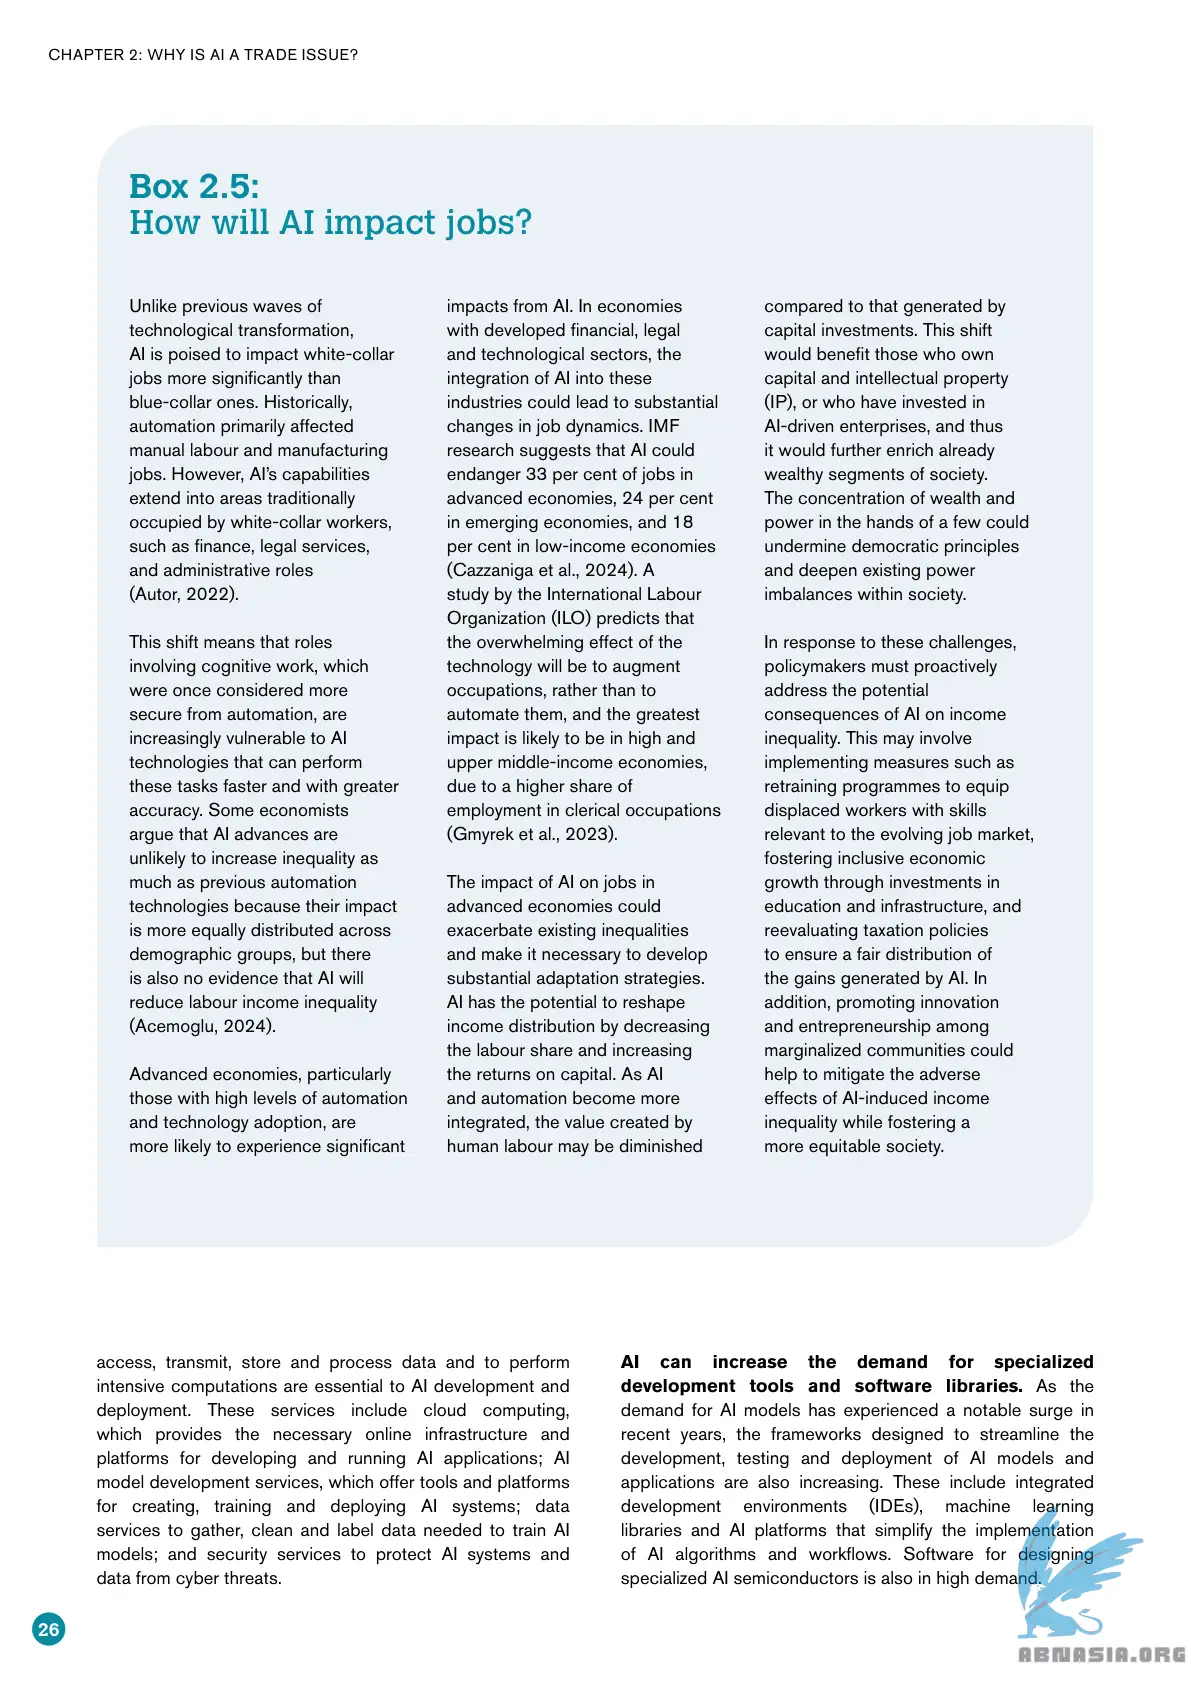 CHAPTER 2: WHY IS AI A TRADE ISSUE?
Box 2.5:
How will AI impact jobs?
Unlike previous waves of
technological transformation,
AI is poised to impact white-collar
jobs more significantly than
blue-collar ones. Historically,
automation primarily affected
manual labour and manufacturing
jobs. However, AI’s capabilities
extend into areas traditionally
occupied by white-collar workers,
such as finance, legal services,
and administrative roles
(Autor, 2022).
This shift means that roles
involving cognitive work, which
were once considered more
secure from automation, are
increasingly vulnerable to AI
technologies that can perform
these tasks faster and with greater
accuracy. Some economists
argue that AI advances are
unlikely to increase inequality as
much as previous automation
technologies because their impact
is more equally distributed across
demographic groups, but there
is also no evidence that AI will
reduce labour income inequality
(Acemoglu, 2024).
Advanced economies, particularly
those with high levels of automation
and technology adoption, are
more likely to experience significant
impacts from AI. In economies
with developed financial, legal
and technological sectors, the
integration of AI into these
industries could lead to substantial
changes in job dynamics. IMF
research suggests that AI could
endanger 33 per cent of jobs in
advanced economies, 24 per cent
in emerging economies, and 18
per cent in low-income economies
(Cazzaniga et al., 2024). A
study by the International Labour
Organization (ILO) predicts that
the overwhelming effect of the
technology will be to augment
occupations, rather than to
automate them, and the greatest
impact is likely to be in high and
upper middle-income economies,
due to a higher share of
employment in clerical occupations
(Gmyrek et al., 2023).
The impact of AI on jobs in
advanced economies could
exacerbate existing inequalities
and make it necessary to develop
substantial adaptation strategies.
AI has the potential to reshape
income distribution by decreasing
the labour share and increasing
the returns on capital. As AI
and automation become more
integrated, the value created by
human labour may be diminished
compared to that generated by
capital investments. This shift
would benefit those who own
capital and intellectual property
(IP), or who have invested in
AI-driven enterprises, and thus
it would further enrich already
wealthy segments of society.
The concentration of wealth and
power in the hands of a few could
undermine democratic principles
and deepen existing power
imbalances within society.
In response to these challenges,
policymakers must proactively
address the potential
consequences of AI on income
inequality. This may involve
implementing measures such as
retraining programmes to equip
displaced workers with skills
relevant to the evolving job market,
fostering inclusive economic
growth through investments in
education and infrastructure, and
reevaluating taxation policies
to ensure a fair distribution of
the gains generated by AI. In
addition, promoting innovation
and entrepreneurship among
marginalized communities could
help to mitigate the adverse
effects of AI-induced income
inequality while fostering a
more equitable society.
access, transmit, store and process data and to perform
intensive computations are essential to AI development and
deployment. These services include cloud computing,
which provides the necessary online infrastructure and
platforms for developing and running AI applications; AI
model development services, which offer tools and platforms
for creating, training and deploying AI systems; data
services to gather, clean and label data needed to train AI
models; and security services to protect AI systems and
data from cyber threats.
AI can increase the demand for specialized
development tools and software libraries. As the
demand for AI models has experienced a notable surge in
recent years, the frameworks designed to streamline the
development, testing and deployment of AI models and
applications are also increasing. These include integrated
development environments (IDEs), machine learning
libraries and AI platforms that simplify the implementation
of AI algorithms and workflows. Software for designing
specialized AI semiconductors is also in high demand.
26
ABNASIA.ORG